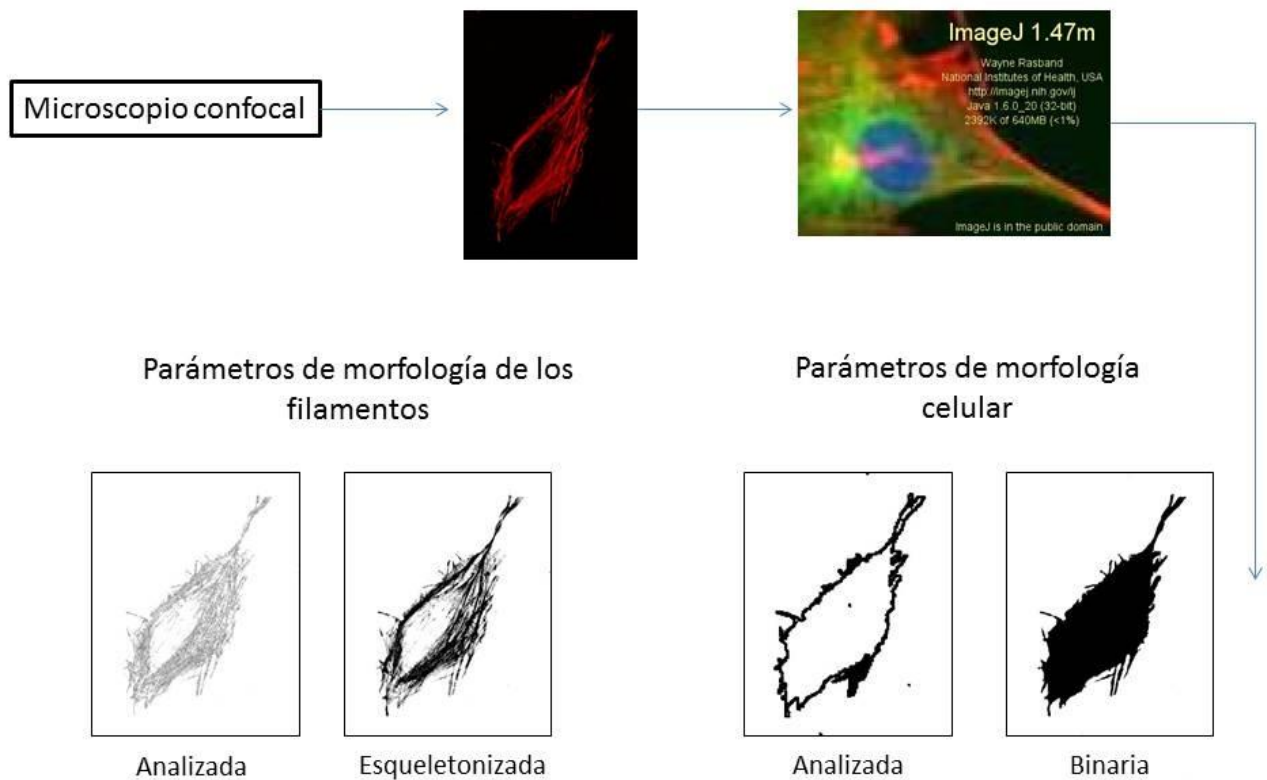 Microscopio confocal
ImageJ 1.47m
Wayne Rasband
National Institutes of Health, USA
http://imagej.nih.gov/ij
Java 1.6.0_20 (32-bit)
2392K of 640MB (<1%)
ImageJ is in the public domain
Parámetros de morfología de los
filamentos
Parámetros de morfología
celular
Analizada
Esqueletonizada
Analizada
Binaria